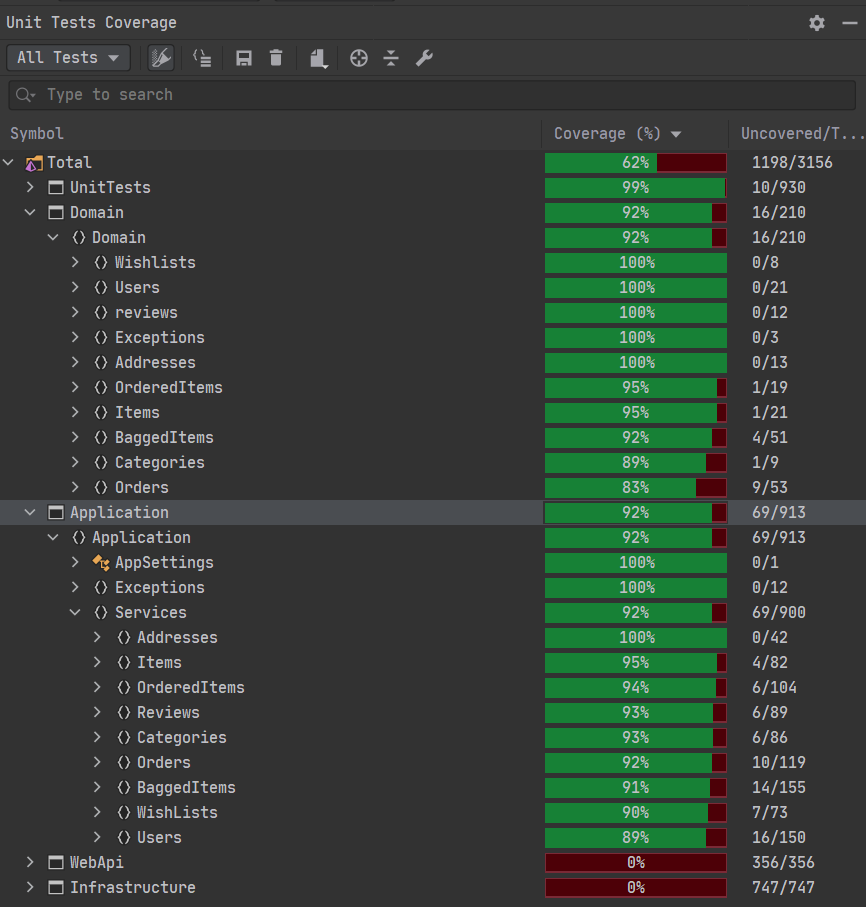 Unit Tests Coverage
All Tests
Type to search
Symbol Coverage (%) Uncovered/T...
Total 62% 1198/3156
UnitTests 99% 10/930
Domain 92% 16/210
Domain 92% 16/210
Wishlists 100% 0/8
Users 100% 0/21
reviews 100% 0/12
Exceptions 100% 0/3
Addresses 100% 0/13
OrderedItems 95% 1/19
Items 95% 1/21
BaggedItems 92% 4/51
Categories 89% 1/9
Orders 83% 9/53
Application 92% 69/913
Application 92% 69/913
AppSettings 100% 0/1
Exceptions 100% 0/12
Services 92% 69/900
Addresses 100% 0/42
Items 95% 4/82
OrderedItems 94% 6/104
Reviews 93% 6/89
Categories 93% 6/86
Orders 92% 10/119
BaggedItems 91% 14/155
WishLists 90% 7/73
Users 89% 16/150
WebApi 0% 356/356
Infrastructure 0% 747/747